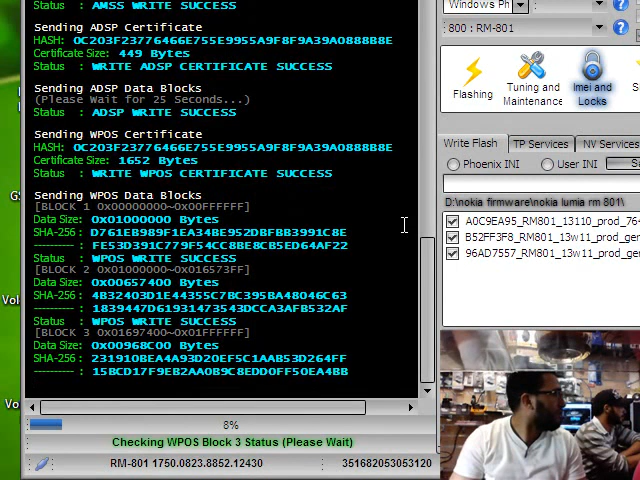 Status : AMSS WRITE SUCCESS
Sending ADSP Certificate
HASH: 0C203F23776466E755E9955A9F8F9A39A0888B8E
Certificate Size: 449 Bytes
Status : WRITE ADSP CERTIFICATE SUCCESS
Sending ADSP Data Blocks
(Please Wait for 25 Seconds...)
Status : ADSP WRITE SUCCESS
Sending WPOS Certificate
HASH: 0C203F23776466E755E9955A9F8F9A39A0888B8E
Certificate Size: 1652 Bytes
Status : WRITE WPOS CERTIFICATE SUCCESS
Sending WPOS Data Blocks
[BLOCK 1 0x00000000~0x00FFFFFF]
Data Size: 0x01000000 Bytes
SHA-256: D761EB989F1EA34BE952DBFBB3991C8E
---------- : FE53D391C779F54CC8BE8CB5ED64AF22
Status : WPOS WRITE SUCCESS
[BLOCK 2 0x01000000~0x016573FF]
Data Size: 0x00657400 Bytes
SHA-256: 4B32403D1E44355C7BC395BA48046C63
---------- : 1839447D61931473543DCCA3AFB532AF
Status : WPOS WRITE SUCCESS
[BLOCK 3 0x01697400~0x01FFFFFF]
Data Size: 0x00968C00 Bytes
SHA-256: 231910BEA4A93D20EF5C1AAB53D264FF
---------- : 15BCD17F9EB2AA0B9C8EDD0FF50EA4BB
8%
Checking WPOS Block 3 Status (Please Wait)
RM-801 1750.0823.8852.12430
351682053053120
Windows Ph
800 : RM-801
Flashing
Tuning and
Maintenance
Imei and
Locks
Write Flash
TP Services
NV Services
Phoenix INI
User INI
D:\nokia firmware\nokia lumia rm 801\
A0C9EA95_RM801_13110_prod_76
B52FF3F8_RM801_13w11_prod_gen
96AD7557_RM801_13w11_prod_gen